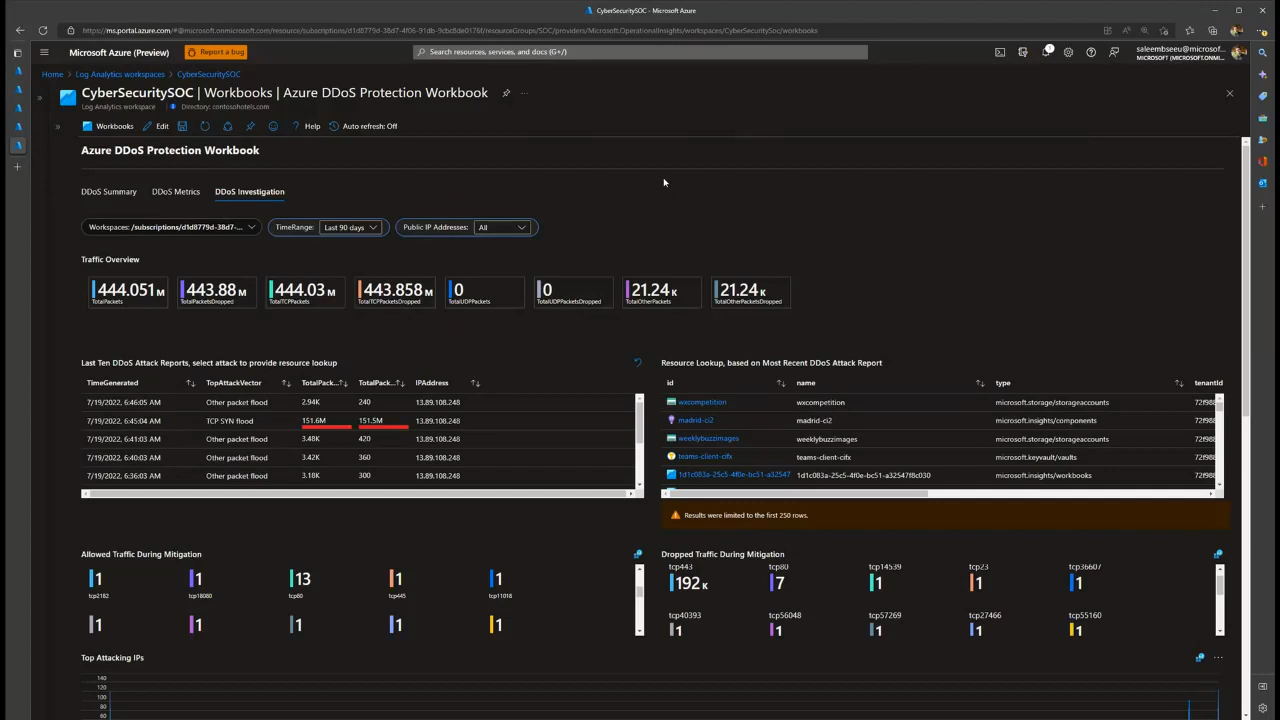 CyberSecuritySOC - Microsoft Azure
https://ms.portal.azure.com/#@microsoft.onmicrosoft.com/resource/subscriptions/d1d8779d-38d7-4f06-91db-9cbc8de0176f/resourceGroups/SOC/providers/Microsoft.OperationalInsights/workspaces/CyberSecuritySoc/workbooks
Microsoft Azure (Preview)
Report a bug
Search resources, services, and docs (G+/)
1
saleembseeu@microsof...
MICROSOFT (MICROSOFT.ONMI...
Home > Log Analytics workspaces > CyberSecuritySOC
CyberSecuritySOC | Workbooks | Azure DDoS Protection Workbook
Log Analytics workspace
Directory: contosohotels.com
Workbooks Edit ? Help Auto refresh: Off
Azure DDoS Protection Workbook
DDoS Summary DDoS Metrics DDoS Investigation
Workspaces: /subscriptions/d1d8779d-38d7-...
TimeRange: Last 90 days
Public IP Addresses: All
Traffic Overview
444.051 M 443.88 M 444.03 M 443.858 M 0 0 21.24 K 21.24 K
TotalPackets TotalPacketsDropped TotalTCPPackets TotalTCPPacketsDropped TotalUDPPackets TotalUDPPacketsDropped TotalOtherPackets TotalOtherPacketsDropped
Last Ten DDoS Attack Reports, select attack to provide resource lookup
TimeGenerated TopAttackVector TotalPack... TotalPack... IPAddress
7/19/2022, 6:46:05 AM Other packet flood 2.94K 240 13.89.108.248
7/19/2022, 6:45:04 AM TCP SYN flood 151.6M 151.5M 13.89.108.248
7/19/2022, 6:41:03 AM Other packet flood 3.48K 420 13.89.108.248
7/19/2022, 6:40:03 AM Other packet flood 3.42K 360 13.89.108.248
7/19/2022, 6:36:03 AM Other packet flood 3.18K 300 13.89.108.248
Resource Lookup, based on Most Recent DDoS Attack Report
id name type tenantId
wxcompetition wxcompetition microsoft.storage/storageaccounts 72f988
madrid-ci2 madrid-ci2 microsoft.insights/components 72f988
weeklybuzzimages weeklybuzzimages microsoft.storage/storageaccounts 72f988
teams-client-cifx teams-client-cifx microsoft.keyvault/vaults 72f988
1d1c083a-25c5-4f0e-bc51-a32547 1d1c083a-25c5-4f0e-bc51-a32547f8c030 microsoft.insights/workbooks 72f988
Results were limited to the first 250 rows.
Allowed Traffic During Mitigation
1 1 13 1 1
tcp2182 tcp18080 tcp80 tcp445 tcp11018
1 1 1 1 1
Dropped Traffic During Mitigation
tcp443 tcp80 tcp14539 tcp23 tcp36607
192 K 7 1 1 1
tcp40393 tcp56048 tcp57269 tcp27466 tcp55160
1 1 1 1 1
Top Attacking IPs
140
120
100
80
60